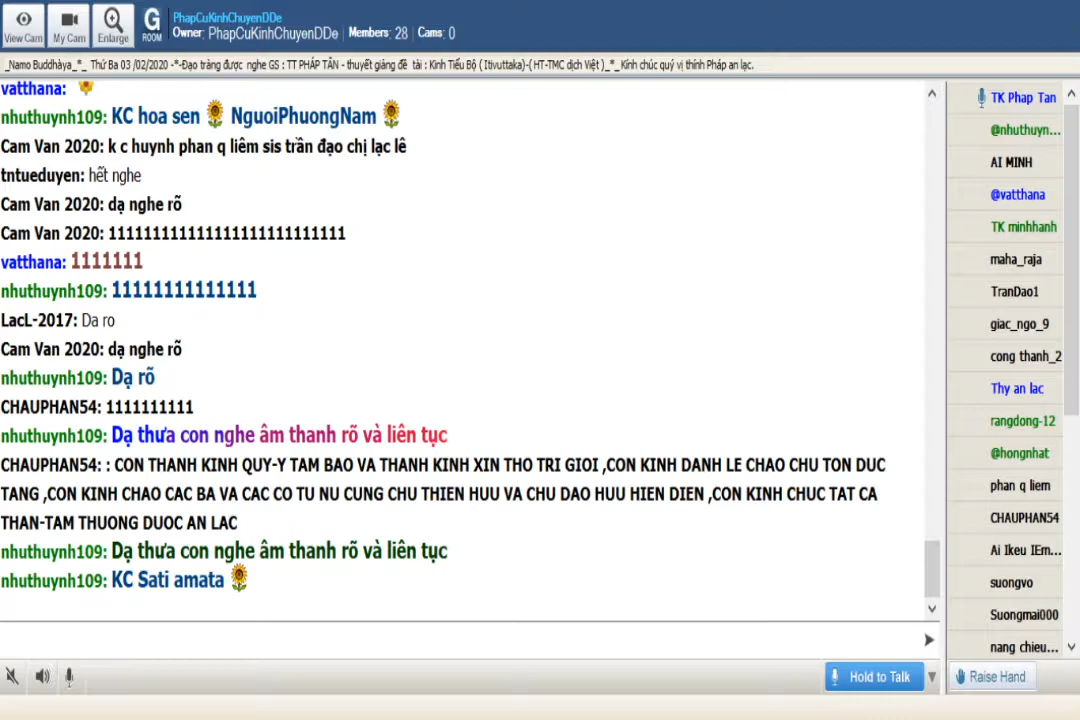 View Cam
My Cam
Enlarge
G
ROOM
PhapCuKinhChuyenDDe
Owner: PhapCuKinhChuyenDDe Members: 28 Cams: 0
_Namo Buddhàya_*_ Thứ Ba 03 /02/2020 -*-Đạo tràng được nghe GS : TT PHÁP TÂN - thuyết giảng đề tài : Kinh Tiểu Bộ ( Itivuttaka)-( HT-TMC dịch Việt )_*_Kính chúc quý vị thính Pháp an lạc.
vatthana:
nhuthuynh109: KC hoa sen NguoiPhuongNam
Cam Van 2020: k c huynh phan q liêm sis trần đạo chị lạc lê
tntueduyen: hết nghe
Cam Van 2020: dạ nghe rõ
Cam Van 2020: 11111111111111111111111111
vatthana: 1111111
nhuthuynh109: 11111111111111
LacL-2017: Da ro
Cam Van 2020: dạ nghe rõ
nhuthuynh109: Dạ rõ
CHAUPHAN54: 1111111111
nhuthuynh109: Dạ thưa con nghe âm thanh rõ và liên tục
CHAUPHAN54: : CON THANH KINH QUY-Y TAM BAO VA THANH KINH XIN THO TRI GIOI ,CON KINH DANH LE CHAO CHU TON DUC
TANG ,CON KINH CHAO CAC BA VA CAC CO TU NU CUNG CHU THIEN HUU VA CHU DAO HUU HIEN DIEN ,CON KINH CHUC TAT CA
THAN-TAM THUONG DUOC AN LAC
nhuthuynh109: Dạ thưa con nghe âm thanh rõ và liên tục
nhuthuynh109: KC Sati amata
TK Phap Tan
@nhuthuyn...
AI MINH
@vatthana
TK minhhanh
maha_raja
TranDao1
giac_ngo_9
cong thanh_2
Thy an lac
rangdong-12
@hongnhat
phan q liem
CHAUPHAN54
Ai Ikeu IEm...
suongvo
Suongmai000
nang chieu...
Hold to Talk
Raise Hand